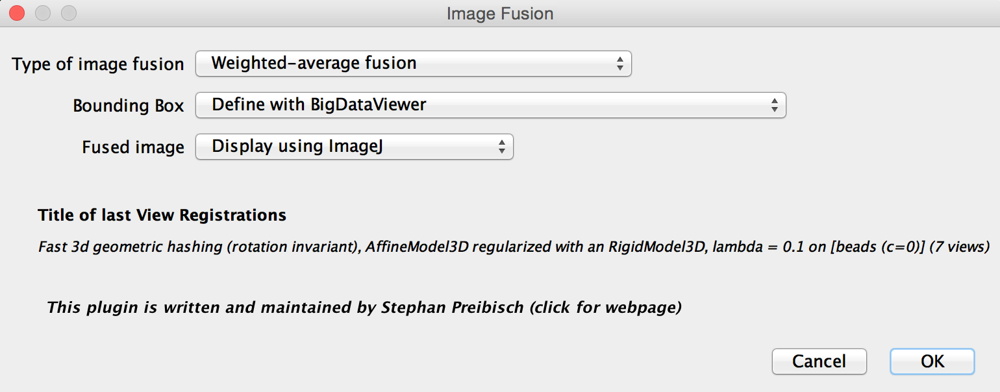 Image Fusion
Type of image fusion Weighted-average fusion
Bounding Box Define with BigDataViewer
Fused image Display using ImageJ
Title of last View Registrations
Fast 3d geometric hashing (rotation invariant), AffineModel3D regularized with an RigidModel3D, lambda = 0.1 on [beads (c=0)] (7 views)
This plugin is written and maintained by Stephan Preibisch (click for webpage)
Cancel OK